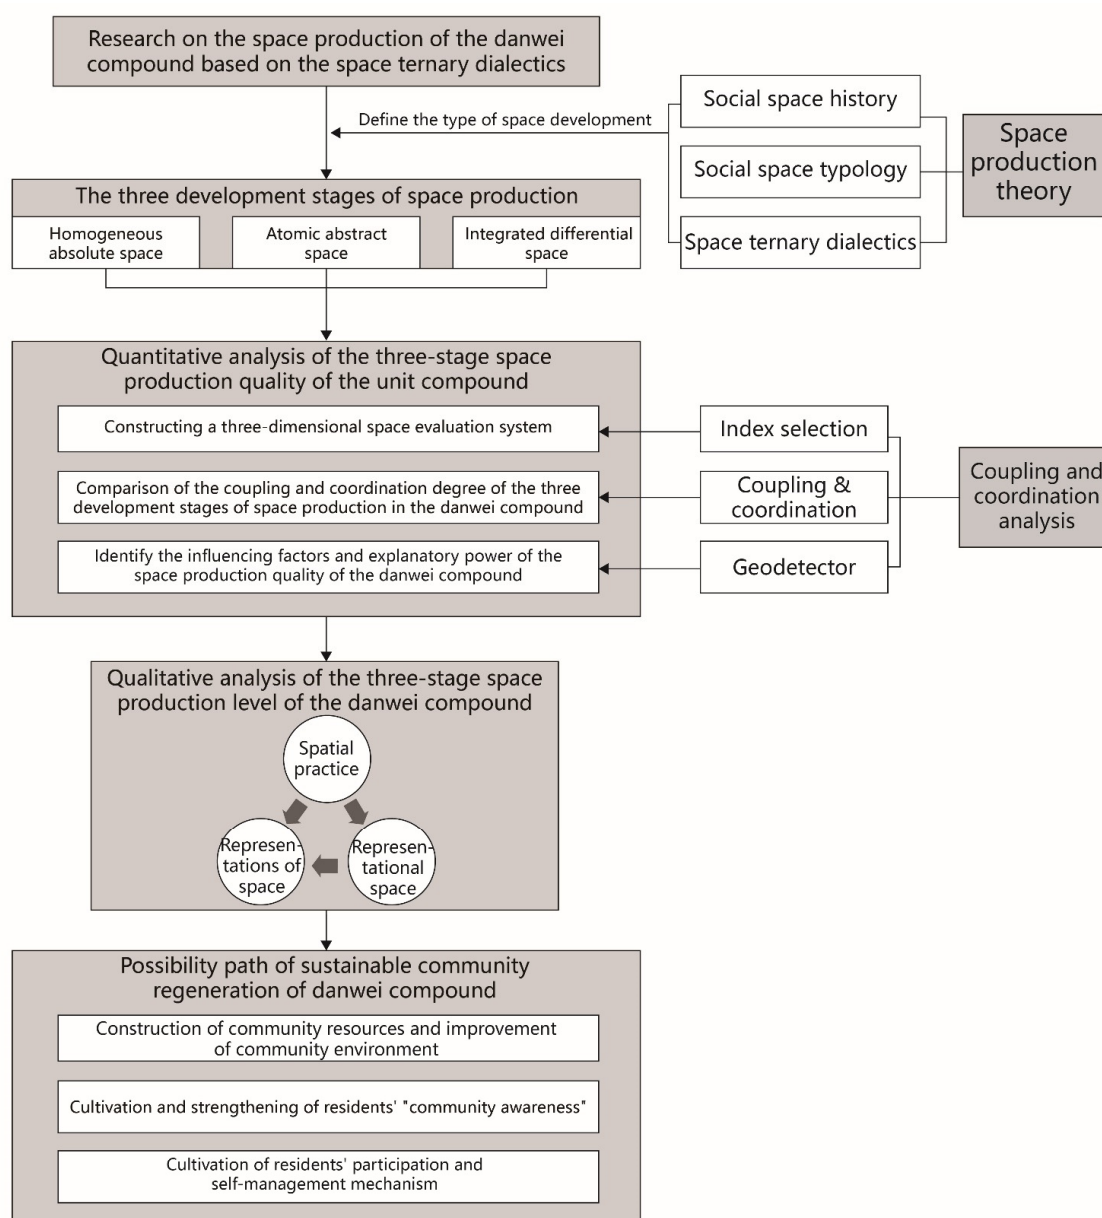 Research on the space production of the danwei
compound based on the space ternary dialectics
Define the type of space development
Social space history
Social space typology
Space ternary dialectics
Space
production
theory
The three development stages of space production
Homogeneous
absolute space
Atomic abstract
space
Integrated differential
space
Quantitative analysis of the three-stage space
production quality of the unit compound
Constructing a three-dimensional space evaluation system
Comparison of the coupling and coordination degree of the three
development stages of space production in the danwei compound
Identify the influencing factors and explanatory power of the
space production quality of the danwei compound
Index selection
Coupling &
coordination
Geodetector
Coupling and
coordination
analysis
Qualitative analysis of the three-stage space
production level of the danwei compound
Spatial
practice
Represen-
tations of
space
Represen-
tational
space
Possibility path of sustainable community
regeneration of danwei compound
Construction of community resources and improvement
of community environment
Cultivation and strengthening of residents' "community awareness"
Cultivation of residents' participation and
self-management mechanism